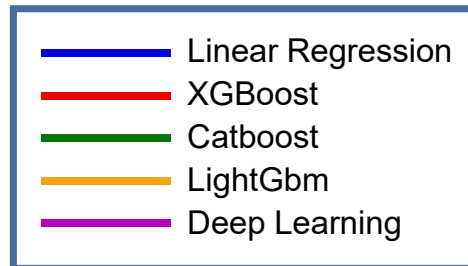 Linear Regression
XGBoost
Catboost
LightGbm
Deep Learning